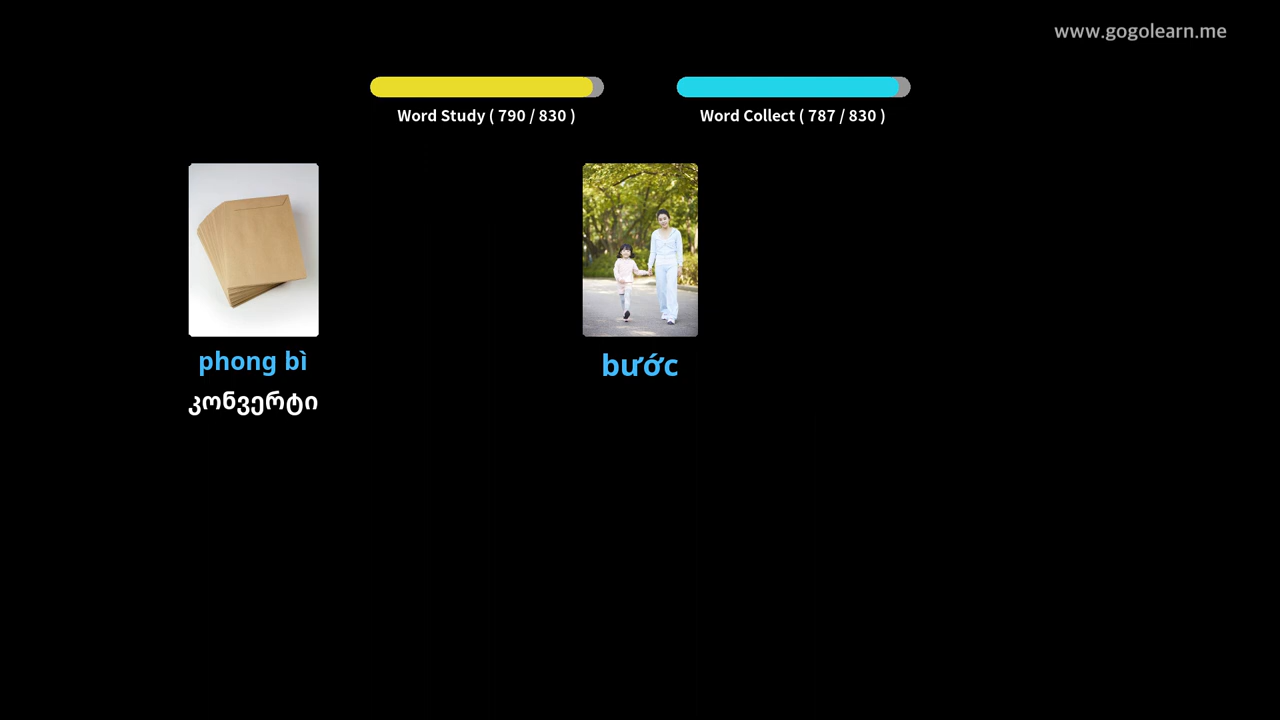 www.gogolearn.me
Word Study ( 790 / 830 )
Word Collect ( 787 / 830 )
phong bì
კონვერტი
bước